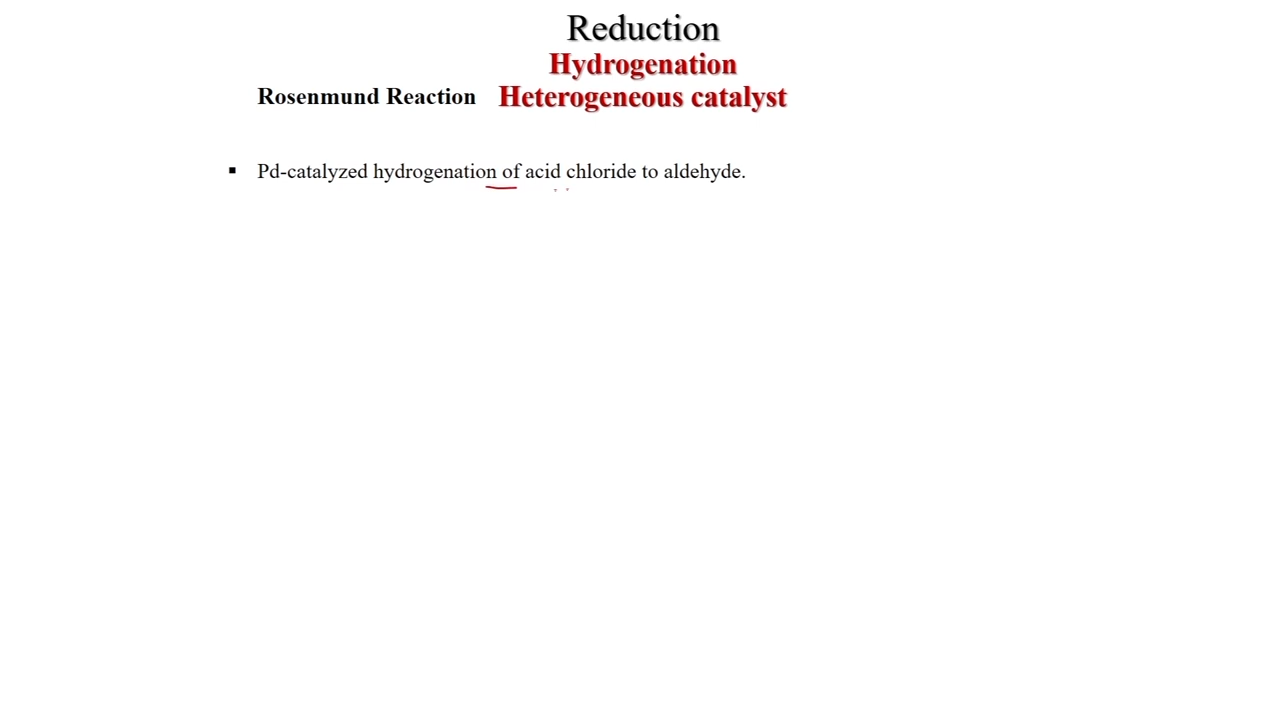 Reduction
Hydrogenation
Rosenmund Reaction Heterogeneous catalyst
▪ Pd-catalyzed hydrogenation of acid chloride to aldehyde.